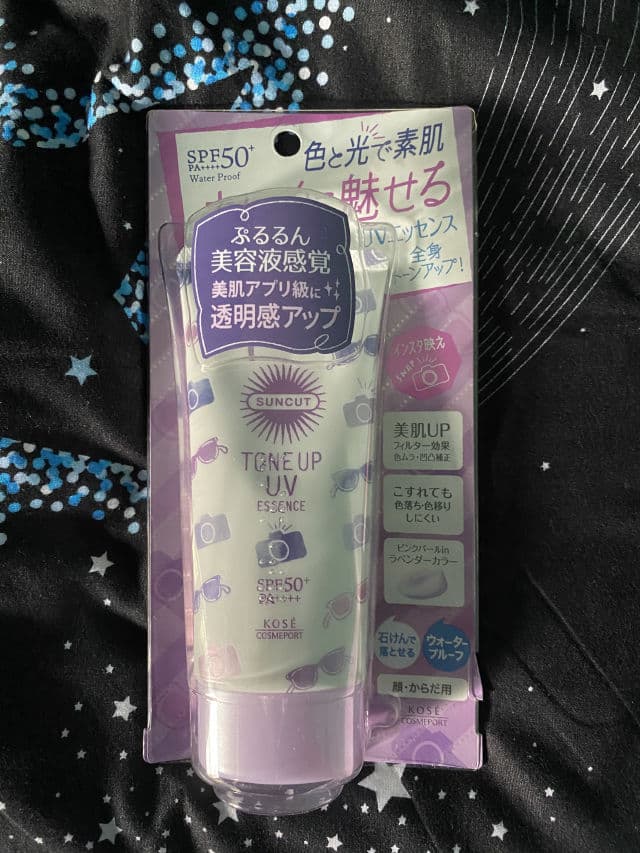 SPF50+
PA++++
Water Proof
色と光で素肌
魅せる
UVエッセンス
全身
トーンアップ!
ぷるるん
美容液感覚
美肌アプリ級に
透明感アップ
インスタ映え
SNAP
SUNCUT
TONE UP
UV
ESSENCE
SPF50+
PA++++
KOSÉ
COSMEPORT
美肌UP
フィルター効果
色ムラ・凹凸補正
こすれても
色落ち・色移り
しにくい
ピンクパールin
ラベンダーカラー
石けんで
落とせる
ウォーター
プルーフ
顔・からだ用
KOSÉ
COSMEPORT